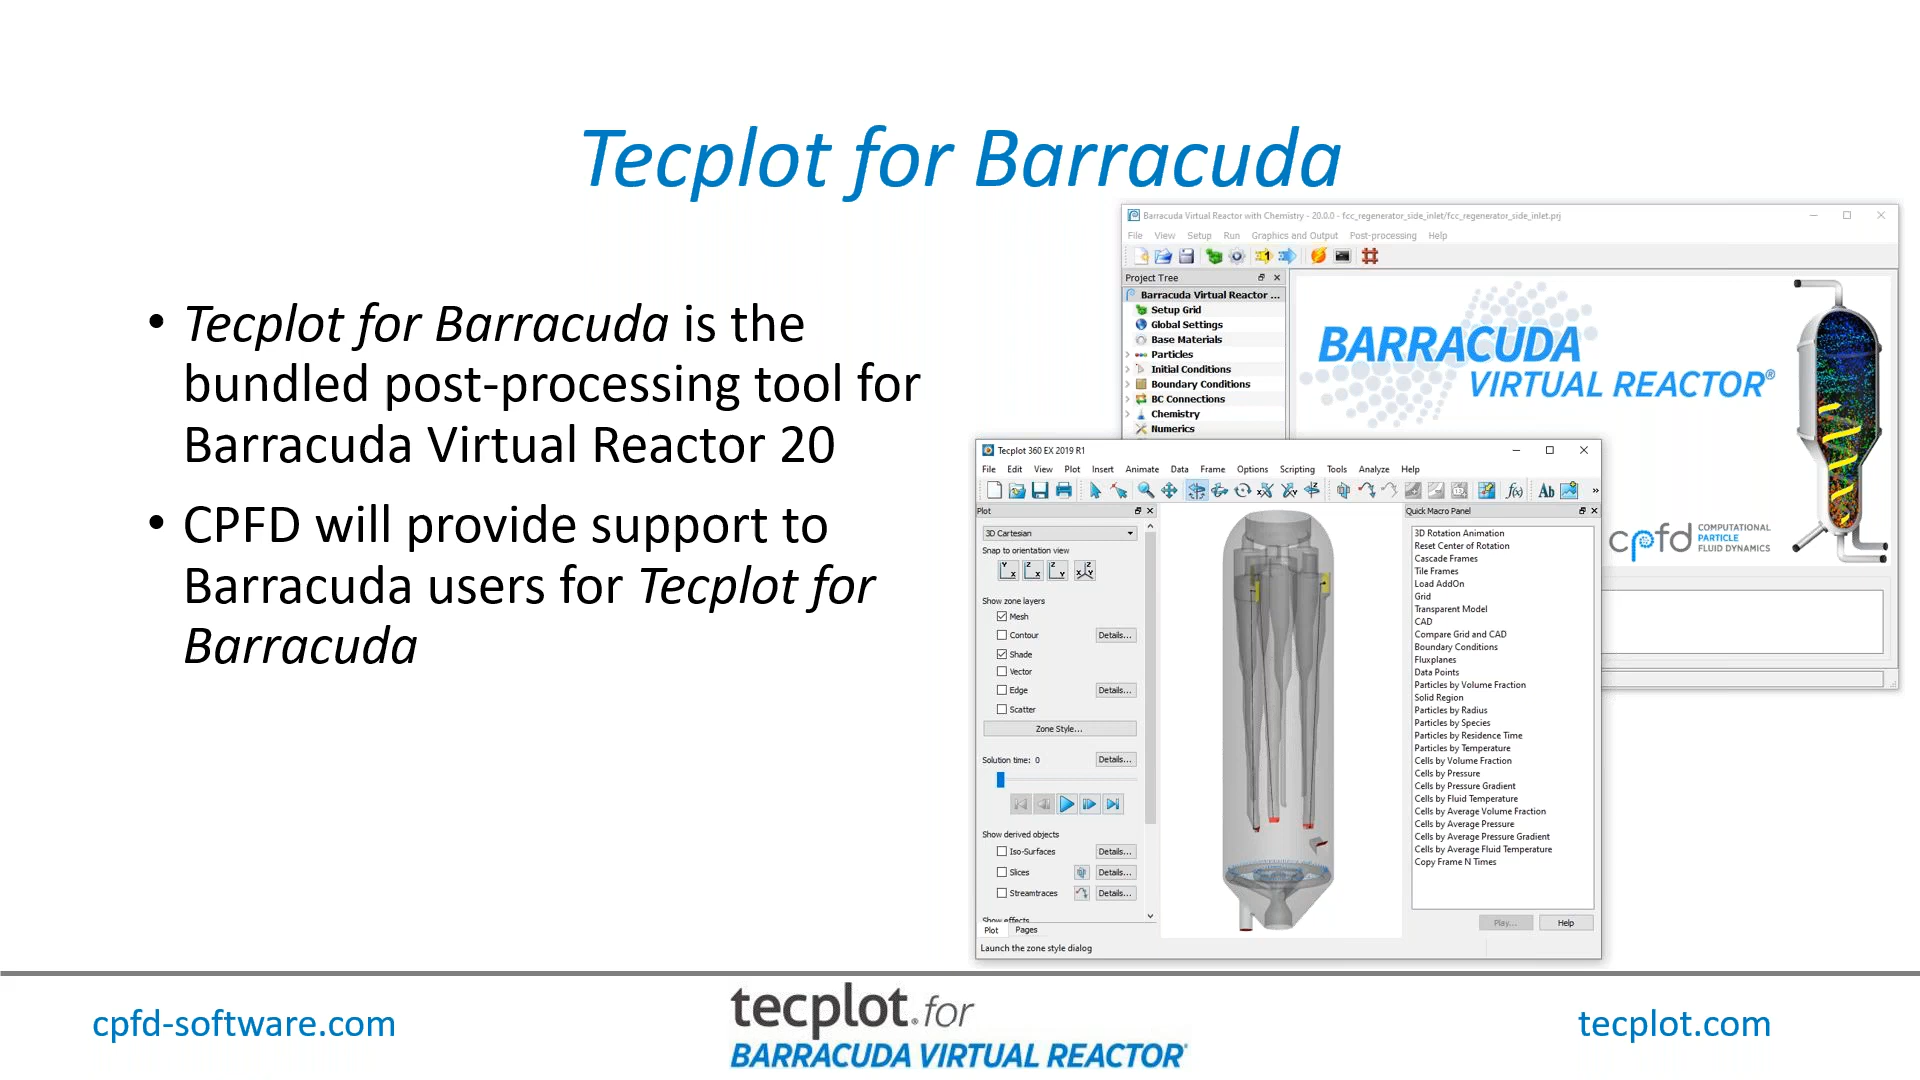 Tecplot for Barracuda
• Tecplot for Barracuda is the
bundled post-processing tool for
Barracuda Virtual Reactor 20
• CPFD will provide support to
Barracuda users for Tecplot for
Barracuda
Barracuda Virtual Reactor with Chemistry - 20.0.0 - fcc_regenerator_side_inlet/fcc_regenerator_side_inlet.prj
File View Setup Run Graphics and Output Post-processing Help
Project Tree
Barracuda Virtual Reactor ...
Setup Grid
Global Settings
Base Materials
Particles
Initial Conditions
Boundary Conditions
BC Connections
Chemistry
Numerics
BARRACUDA
VIRTUAL REACTOR®
cpfd COMPUTATIONAL
PARTICLE
FLUID DYNAMICS
Tecplot 360 EX 2019 R1
File Edit View Plot Insert Animate Data Frame Options Scripting Tools Analyze Help
Plot
3D Cartesian
Snap to orientation view
Show zone layers
Mesh
Contour Details...
Shade
Vector
Edge Details...
Scatter
Zone Style...
Solution time: 0 Details...
Show derived objects
Iso-Surfaces Details...
Slices Details...
Streamtraces Details...
Show effects
Plot Pages
Launch the zone style dialog
Quick Macro Panel
3D Rotation Animation
Reset Center of Rotation
Cascade Frames
Tile Frames
Load AddOn
Grid
Transparent Model
CAD
Compare Grid and CAD
Boundary Conditions
Fluxplanes
Data Points
Particles by Volume Fraction
Solid Region
Particles by Radius
Particles by Species
Particles by Residence Time
Particles by Temperature
Cells by Volume Fraction
Cells by Pressure
Cells by Pressure Gradient
Cells by Fluid Temperature
Cells by Average Volume Fraction
Cells by Average Pressure
Cells by Average Pressure Gradient
Cells by Average Fluid Temperature
Copy Frame N Times
Play... Help
cpfd-software.com
tecplot® for
BARRACUDA VIRTUAL REACTOR®
tecplot.com